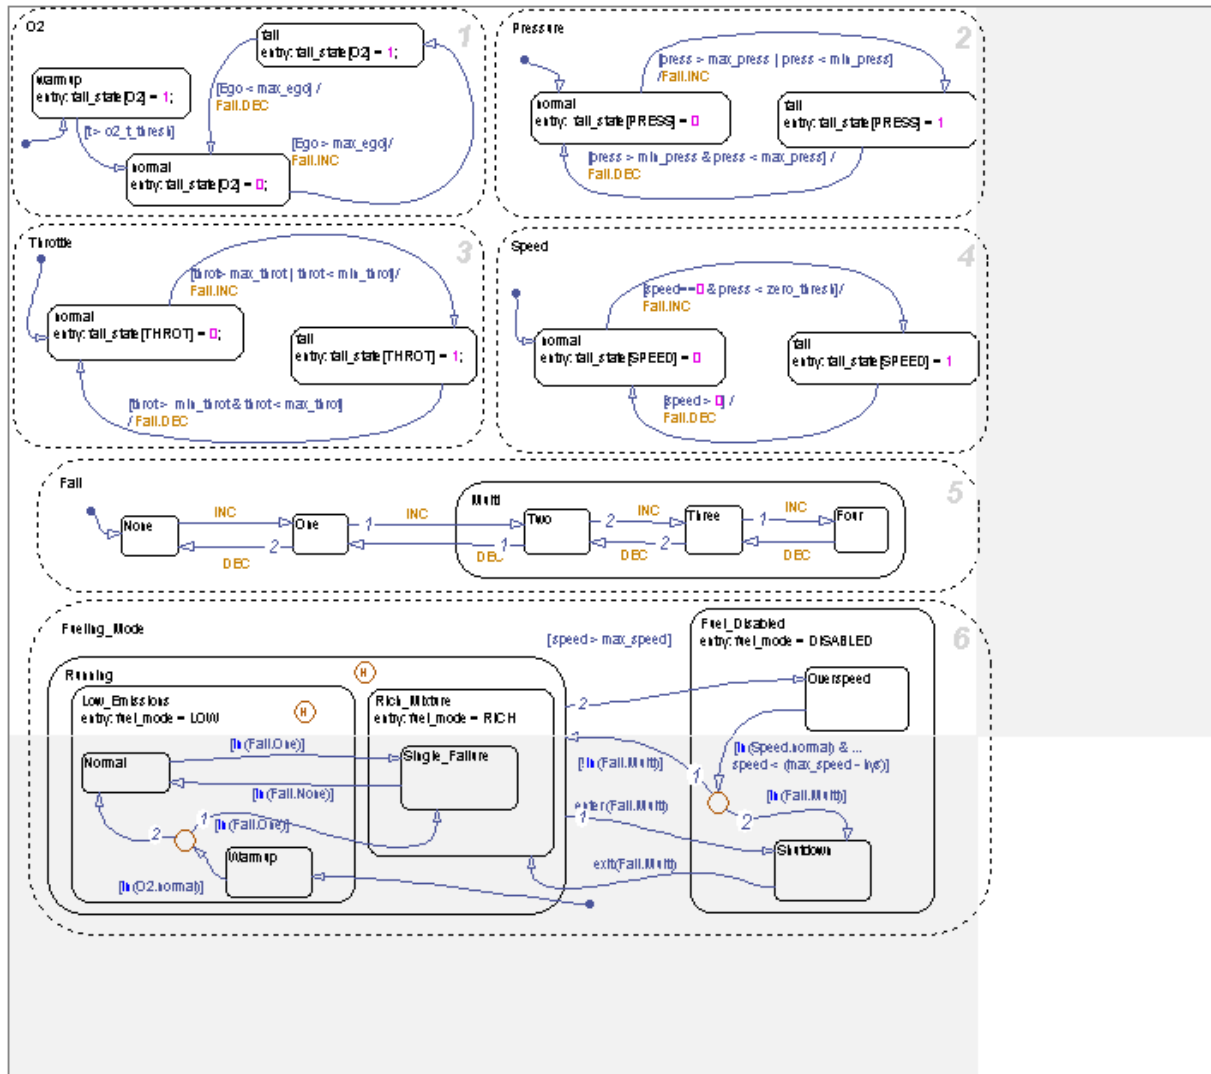 O2
1
fail
entry: fail_state[O2] = 1;
warmup
entry: fail_state[O2] = 1;
[Ego < max_ego] /
Fail.DEC
[t > o2_t_thresh]
[Ego > max_ego]/
Fail.INC
normal
entry: fail_state[O2] = 0;
Pressure
2
[press > max_press | press < min_press]
/Fail.INC
normal
entry: fail_state[PRESS] = 0
fail
entry: fail_state[PRESS] = 1
[press > min_press & press < max_press] /
Fail.DEC
Throttle
3
[throt > max_throt | throt < min_throt]/
Fail.INC
normal
entry: fail_state[THROT] = 0;
fail
entry: fail_state[THROT] = 1;
[throt > min_throt & throt < max_throt]
/ Fail.DEC
Speed
4
[speed==0 & press < zero_thresh]/
Fail.INC
normal
entry: fail_state[SPEED] = 0
fail
entry: fail_state[SPEED] = 1
[speed > 0] /
Fail.DEC
Fail
5
Multi
None
INC
One
1
INC
Two
2
INC
Three
1
INC
Four
2
DEC
1
DEC
2
DEC
DEC
Fueling_Mode
6
[speed > max_speed]
Fuel_Disabled
entry: fuel_mode = DISABLED
Running
H
Low_Emissions
entry: fuel_mode = LOW
H
Rich_Mixture
entry: fuel_mode = RICH
2
Overspeed
[in(Fail.One)]
Normal
Single_Failure
[in(Speed.normal) & ...
speed < (max_speed - hys)]
[!in(Fail.Multi)]
1
[in(Fail.None)]
[in(Fail.Multi)]
enter(Fail.Multi)
1
2
1
[in(Fail.One)]
2
Warmup
Shutdown
exit(Fail.Multi)
[in(O2.normal)]